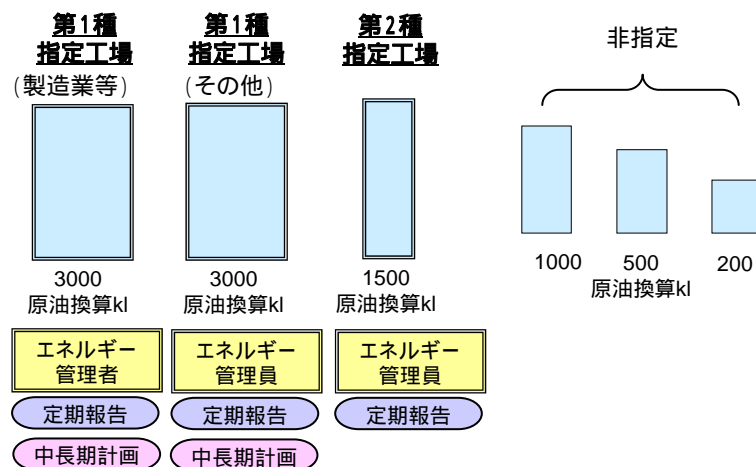 第1種
指定工場
(製造業等)
第1種
指定工場
(その他)
第2種
指定工場
非指定
3000
原油換算kl
3000
原油換算kl
1500
原油換算kl
1000
500
200
原油換算kl
エネルギー
管理者
エネルギー
管理員
エネルギー
管理員
定期報告
定期報告
定期報告
中長期計画
中長期計画